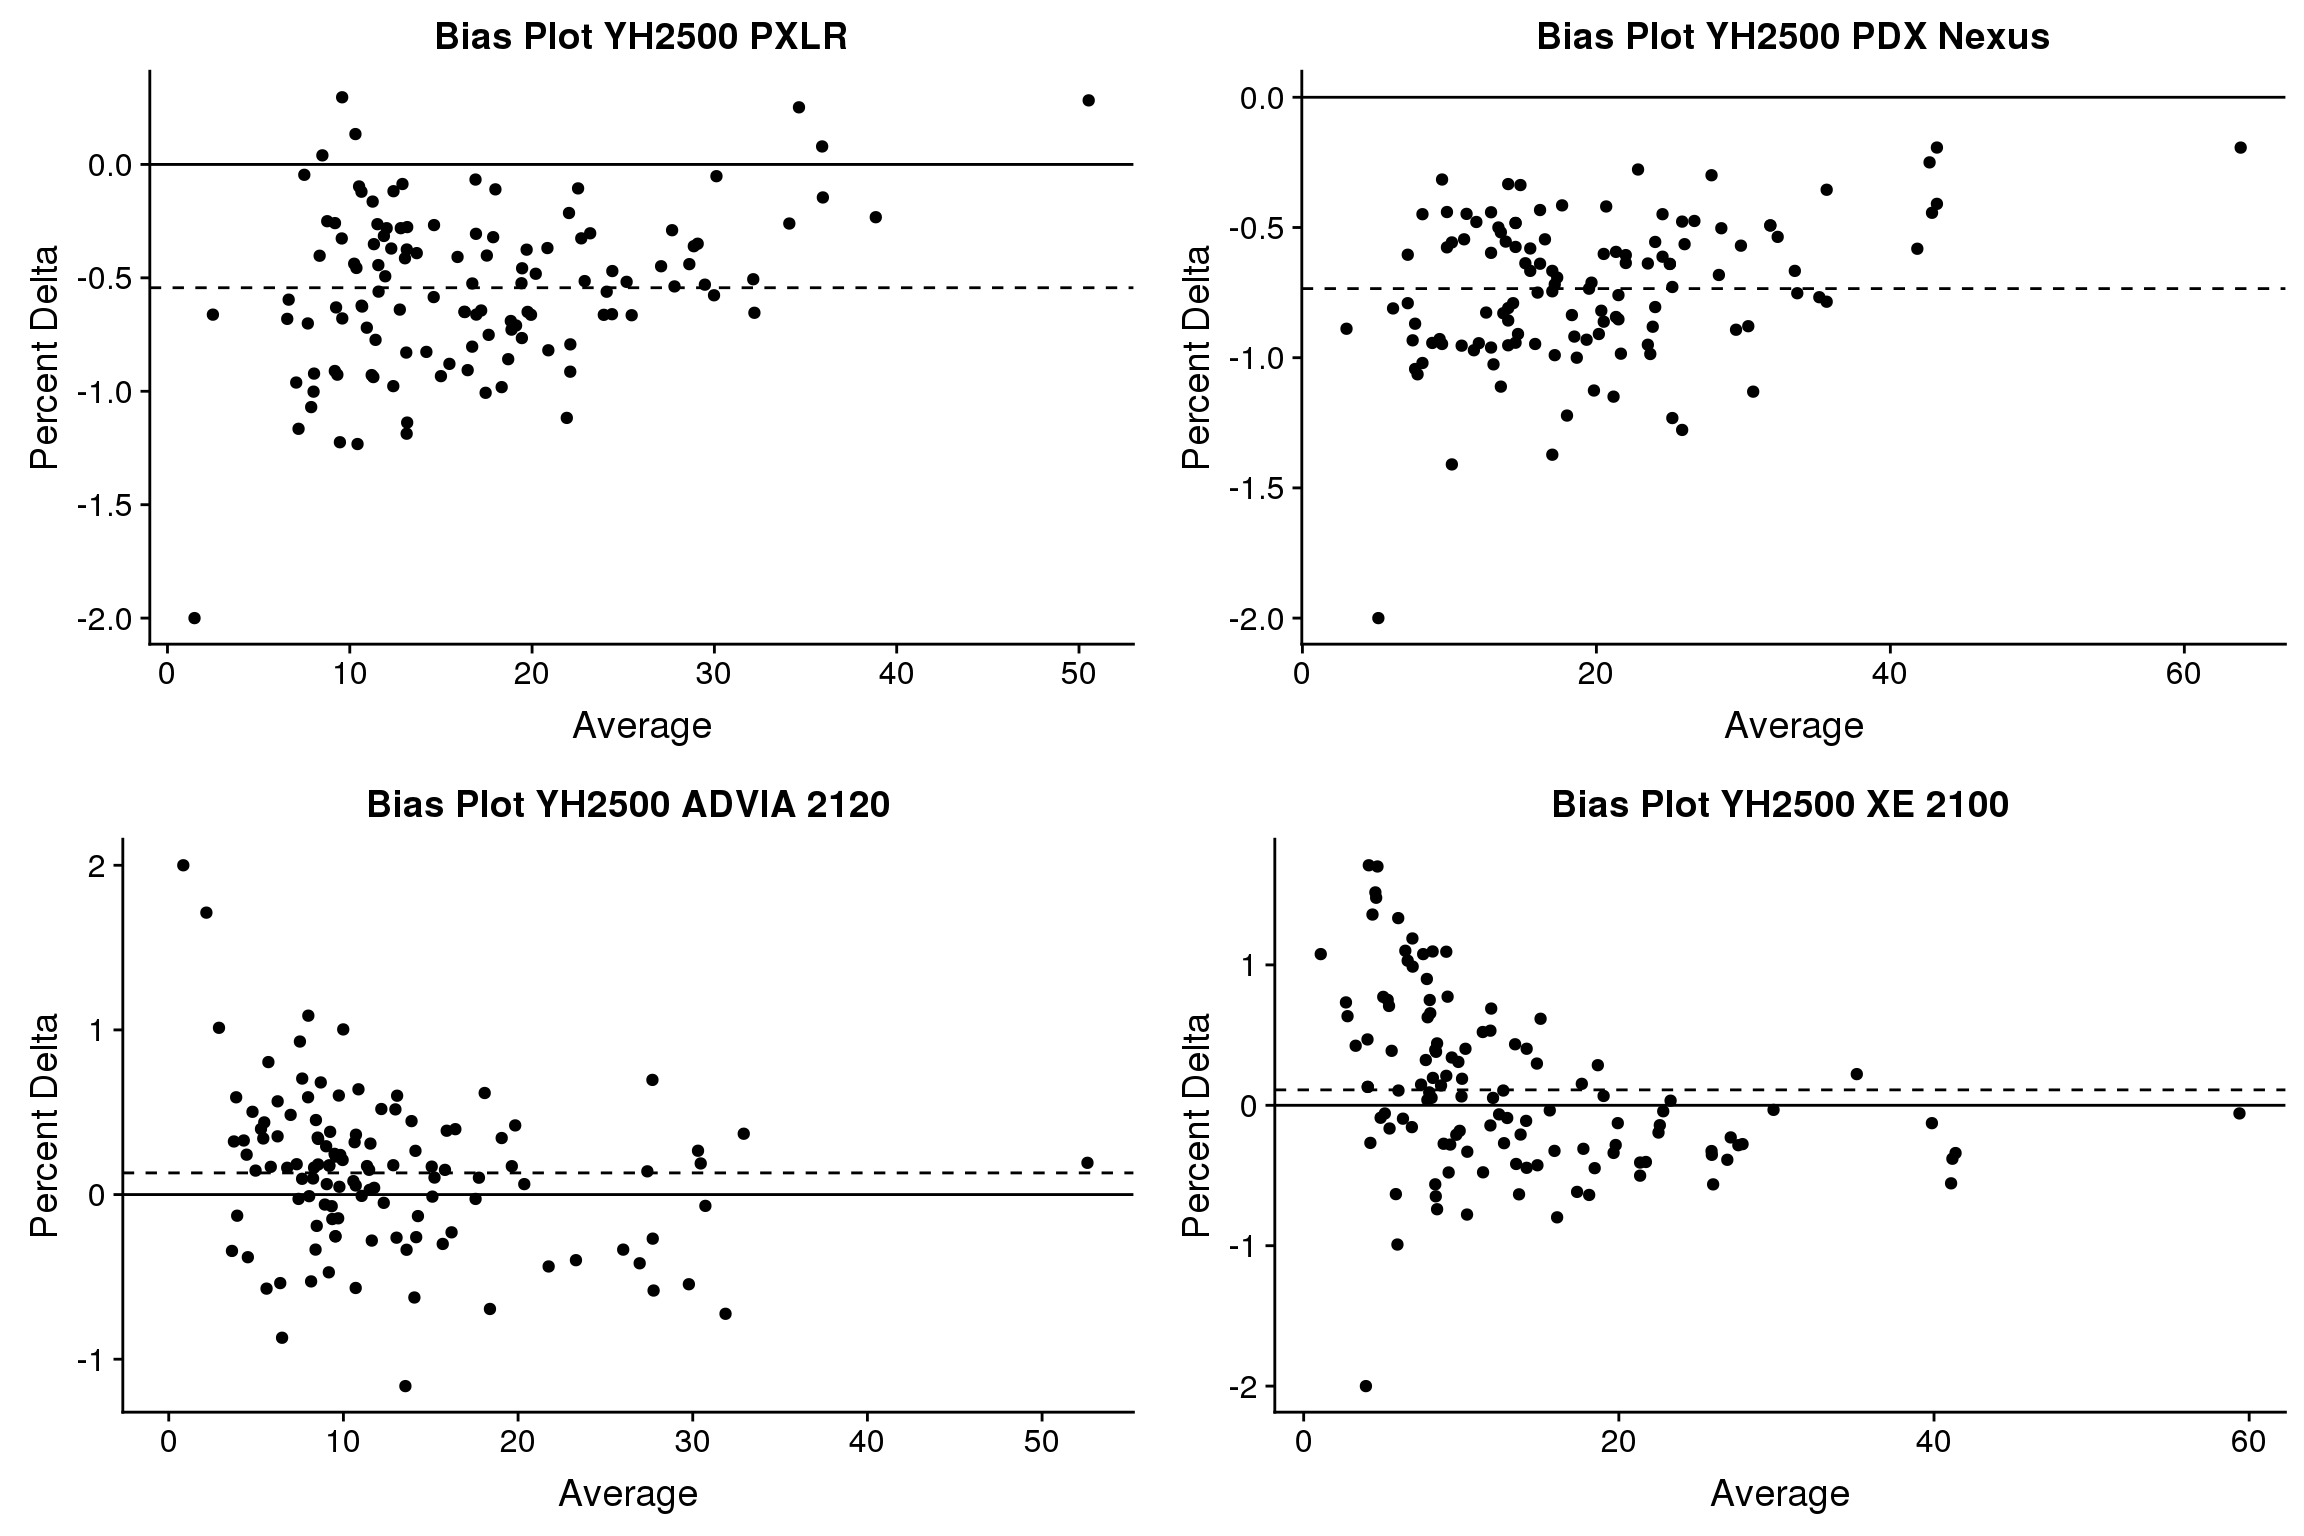 Bias Plot YH2500 PXLR
Percent Delta
0.0
-0.5
-1.0
-1.5
-2.0
0 10 20 30 40 50
Average
Bias Plot YH2500 PDX Nexus
Percent Delta
0.0
-0.5
-1.0
-1.5
-2.0
0 20 40 60
Average
Bias Plot YH2500 ADVIA 2120
Percent Delta
2
1
0
-1
0 10 20 30 40 50
Average
Bias Plot YH2500 XE 2100
Percent Delta
1
0
-1
-2
0 20 40 60
Average